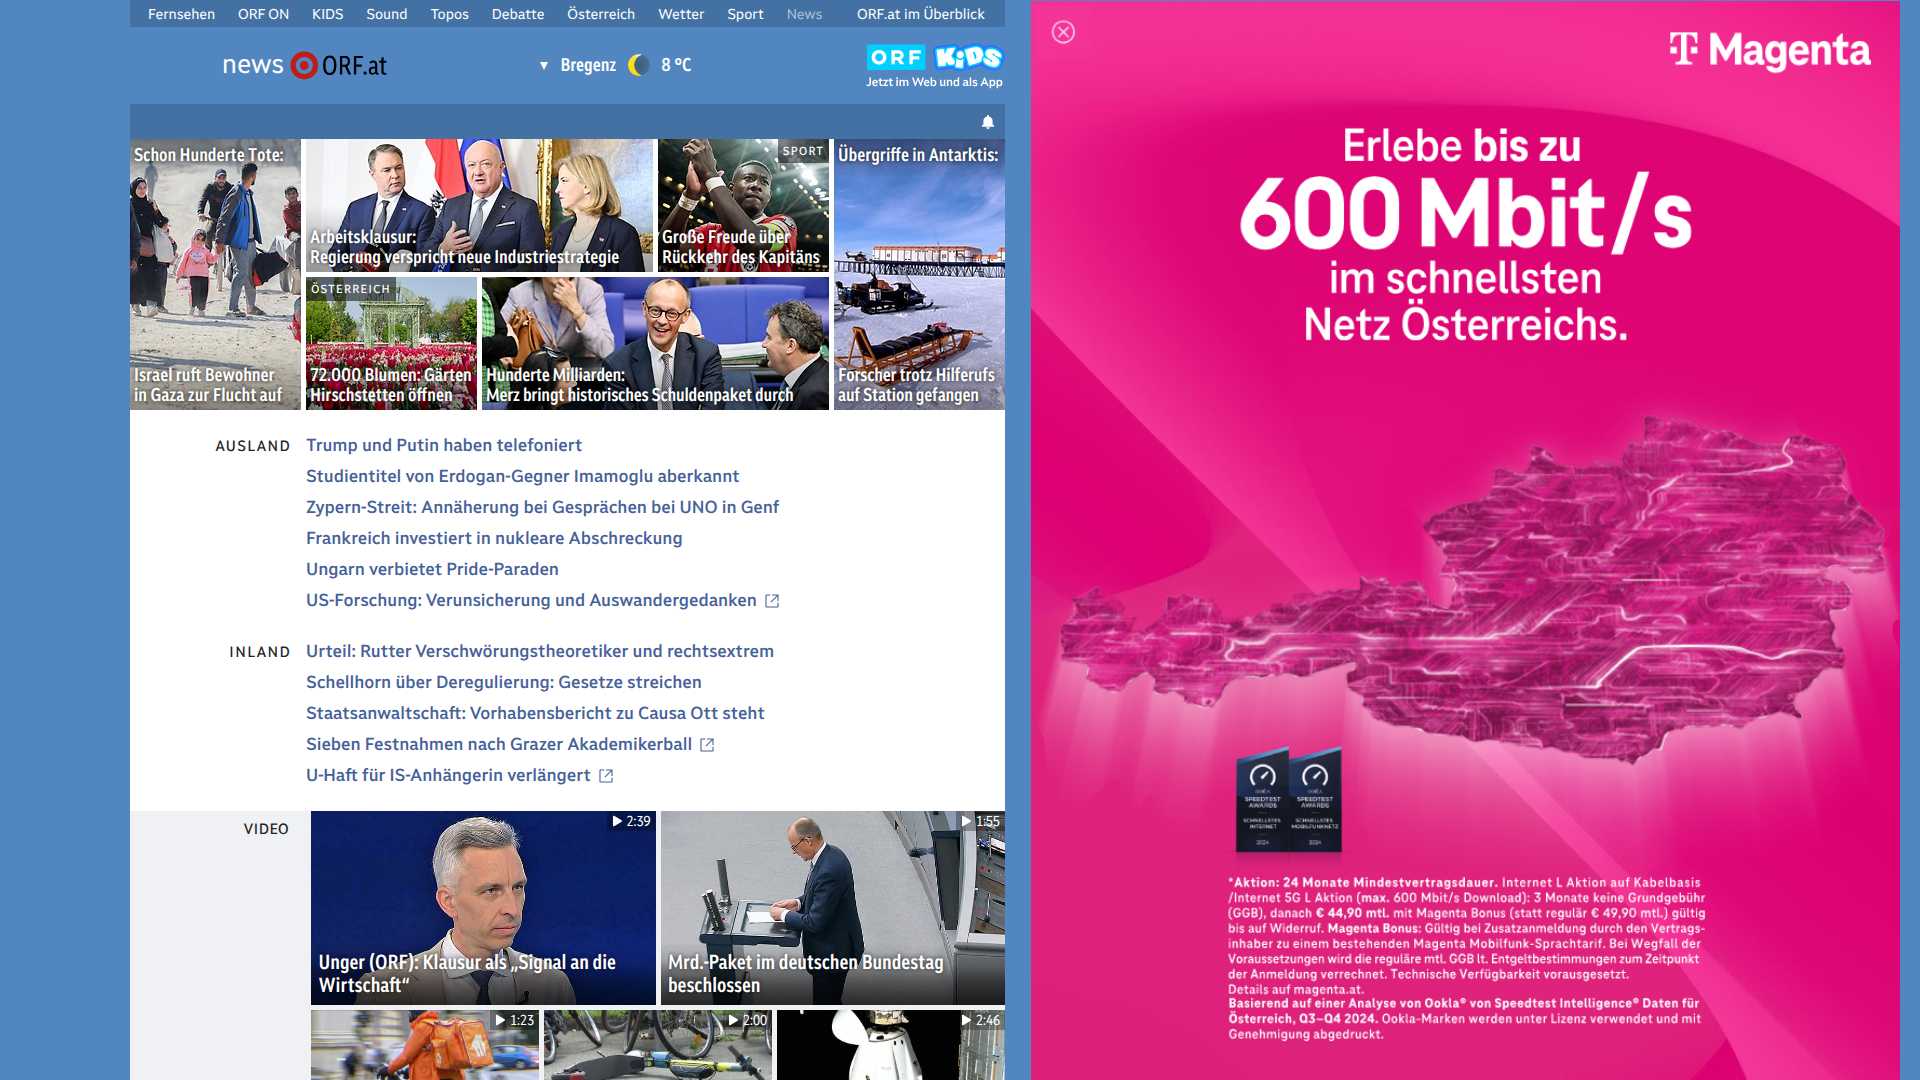 Fernsehen ORF ON KIDS Sound Topos Debatte Österreich Wetter Sport News ORF.at im Überblick
news ORF.at
▼ Bregenz 8 °C
ORF KiDS
Jetzt im Web und als App
Schon Hunderte Tote:
Israel ruft Bewohner
in Gaza zur Flucht auf
Arbeitsklausur:
Regierung verspricht neue Industriestrategie
SPORT
Große Freude über
Rückkehr des Kapitäns
Übergriffe in Antarktis:
Forscher trotz Hilferufs
auf Station gefangen
ÖSTERREICH
72.000 Blumen: Gärten
Hirschstetten öffnen
Hunderte Milliarden:
Merz bringt historisches Schuldenpaket durch
AUSLAND
Trump und Putin haben telefoniert
Studientitel von Erdogan-Gegner Imamoglu aberkannt
Zypern-Streit: Annäherung bei Gesprächen bei UNO in Genf
Frankreich investiert in nukleare Abschreckung
Ungarn verbietet Pride-Paraden
US-Forschung: Verunsicherung und Auswandergedanken
INLAND
Urteil: Rutter Verschwörungstheoretiker und rechtsextrem
Schellhorn über Deregulierung: Gesetze streichen
Staatsanwaltschaft: Vorhabensbericht zu Causa Ott steht
Sieben Festnahmen nach Grazer Akademikerball
U-Haft für IS-Anhängerin verlängert
VIDEO
2:39
Unger (ORF): Klausur als „Signal an die
Wirtschaft“
1:55
Mrd.-Paket im deutschen Bundestag
beschlossen
1:23
2:00
2:46
T Magenta
Erlebe bis zu
600 Mbit/s
im schnellsten
Netz Österreichs.
OOKLA
SPEEDTEST
AWARDS
SCHNELLSTES
INTERNET
2024
OOKLA
SPEEDTEST
AWARDS
SCHNELLSTES
MOBILFUNKNETZ
2024
*Aktion: 24 Monate Mindestvertragsdauer. Internet L Aktion auf Kabelbasis
/Internet 5G L Aktion (max. 600 Mbit/s Download): 3 Monate keine Grundgebühr
(GGB), danach € 44,90 mtl. mit Magenta Bonus (statt regulär € 49,90 mtl.) gültig
bis auf Widerruf. Magenta Bonus: Gültig bei Zusatzanmeldung durch den Vertrags-
inhaber zu einem bestehenden Magenta Mobilfunk-Sprachtarif. Bei Wegfall der
Voraussetzungen wird die reguläre mtl. GGB lt. Entgeltbestimmungen zum Zeitpunkt
der Anmeldung verrechnet. Technische Verfügbarkeit vorausgesetzt.
Details auf magenta.at.
Basierend auf einer Analyse von Ookla® von Speedtest Intelligence® Daten für
Österreich, Q3–Q4 2024. Ookla-Marken werden unter Lizenz verwendet und mit
Genehmigung abgedruckt.